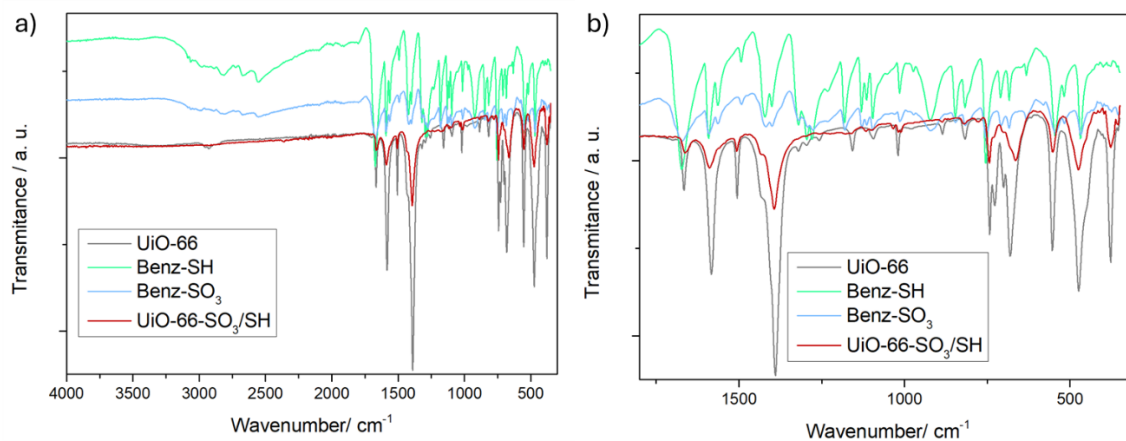 a)
Transmitance / a. u.
UiO-66
Benz-SH
Benz-SO₃
UiO-66-SO₃/SH
4000 3500 3000 2500 2000 1500 1000 500
Wavenumber/ cm⁻¹
b)
Transmitance / a. u.
UiO-66
Benz-SH
Benz-SO₃
UiO-66-SO₃/SH
1500 1000 500
Wavenumber/ cm⁻¹